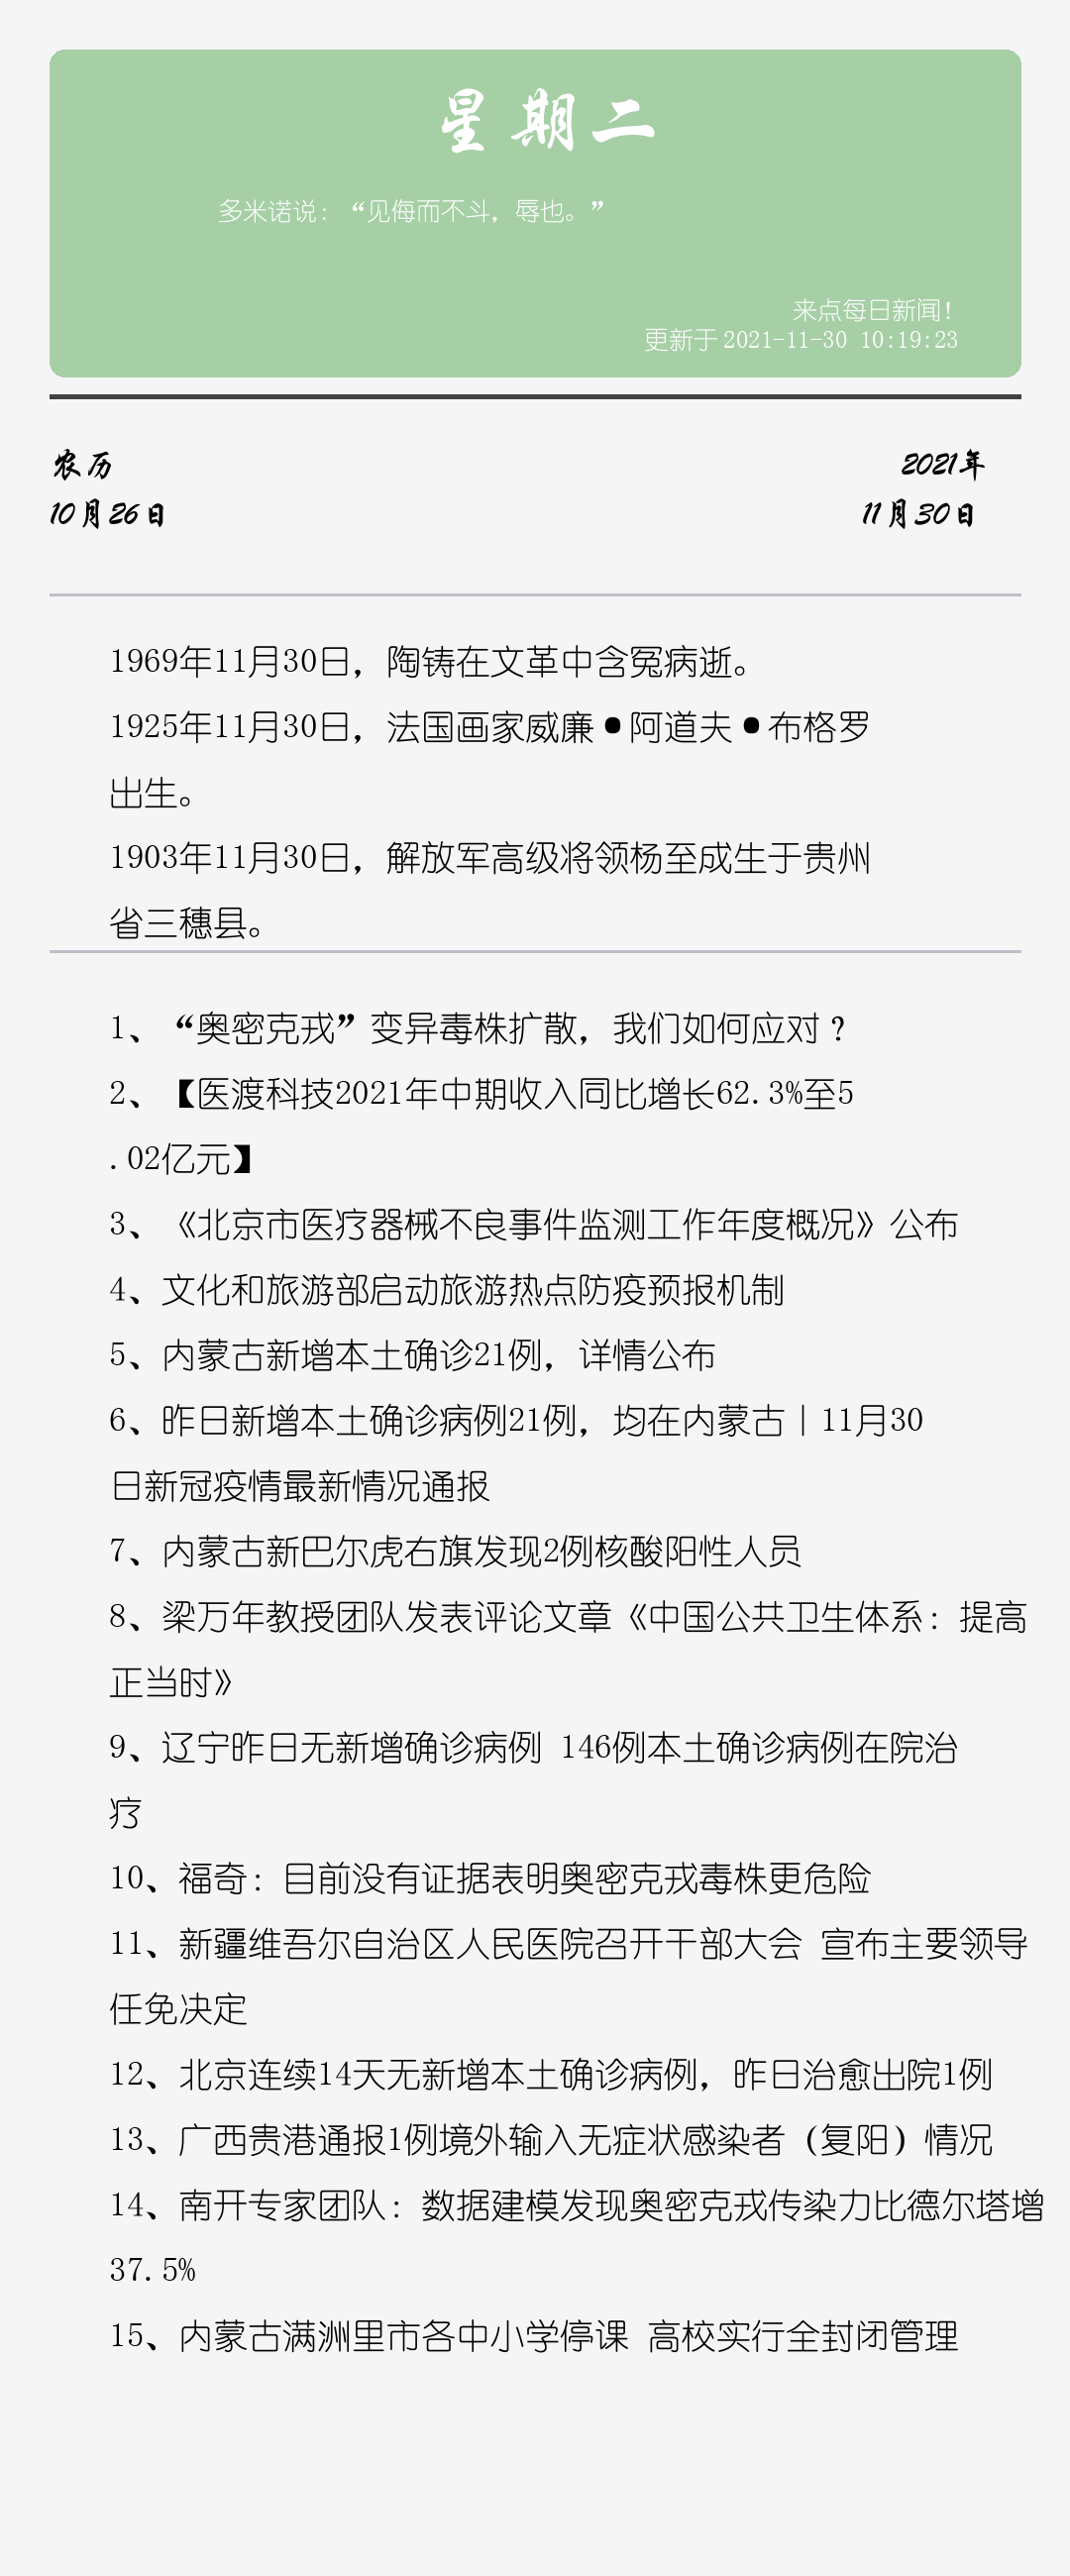 星期二
多米诺说：“见侮而不斗，辱也。”
来点每日新闻！
更新于 2021-11-30 10:19:23
农历
10月26日
2021年
11月30日
1969年11月30日，陶铸在文革中含冤病逝。
1925年11月30日，法国画家威廉•阿道夫•布格罗
出生。
1903年11月30日，解放军高级将领杨至成生于贵州
省三穗县。
1、“奥密克戎”变异毒株扩散，我们如何应对？
2、【医渡科技2021年中期收入同比增长62.3%至5
.02亿元】
3、《北京市医疗器械不良事件监测工作年度概况》公布
4、文化和旅游部启动旅游热点防疫预报机制
5、内蒙古新增本土确诊21例，详情公布
6、昨日新增本土确诊病例21例，均在内蒙古丨11月30
日新冠疫情最新情况通报
7、内蒙古新巴尔虎右旗发现2例核酸阳性人员
8、梁万年教授团队发表评论文章《中国公共卫生体系：提高
正当时》
9、辽宁昨日无新增确诊病例 146例本土确诊病例在院治
疗
10、福奇：目前没有证据表明奥密克戎毒株更危险
11、新疆维吾尔自治区人民医院召开干部大会 宣布主要领导
任免决定
12、北京连续14天无新增本土确诊病例，昨日治愈出院1例
13、广西贵港通报1例境外输入无症状感染者（复阳）情况
14、南开专家团队：数据建模发现奥密克戎传染力比德尔塔增
37.5%
15、内蒙古满洲里市各中小学停课 高校实行全封闭管理